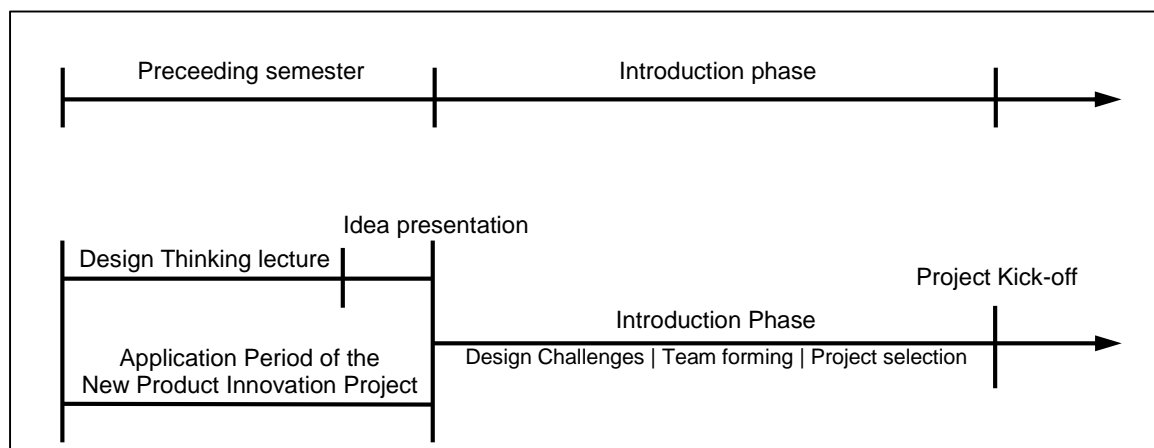 Preceeding semester
Introduction phase
Idea presentation
Design Thinking lecture
Project Kick-off
Introduction Phase
Application Period of the
New Product Innovation Project
Design Challenges | Team forming | Project selection